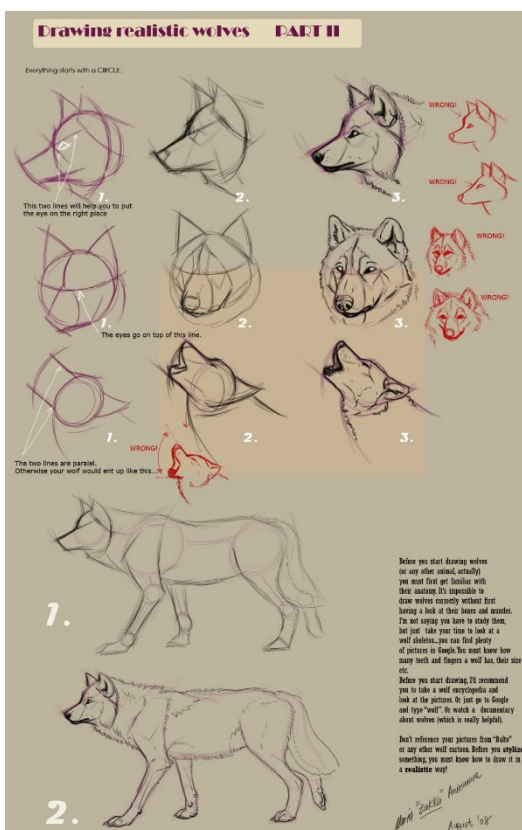 Drawing realistic wolves PART II
Everything starts with a CIRCLE.
WRONG!
WRONG!
1.
2.
3.
This two lines will help you to put
the eye on the right place
WRONG!
WRONG!
1.
2.
3.
The eyes go on top of this line.
1.
2.
3.
WRONG!
The two lines are paralel.
Otherwise your wolf would ent up like this...
1.
Before you start drawing wolves
(or any other animal, actually)
you must first get familiar with
their anatomy. It's impossible to
draw wolves correctly without first
having a look at their bones and muscles.
I'm not saying you have to study them,
but just take your time to look at a
wolf skeleton...you can find plenty
of pictures in Google. You must know how
many teeth and fingers a wolf has, their size
etc.
Before you start drawing, I'd recommend
you to take a wolf encyclopedia and
look at the pictures. Or just go to Google
and type "wolf". Or watch a documentary
about wolves (which is really helpful).
Don't reference your pictures from "Balto"
or any other wolf cartoon. Before you stylize
something, you must know how to draw it in
a realistic way!
2.
"Zakka"
August '08